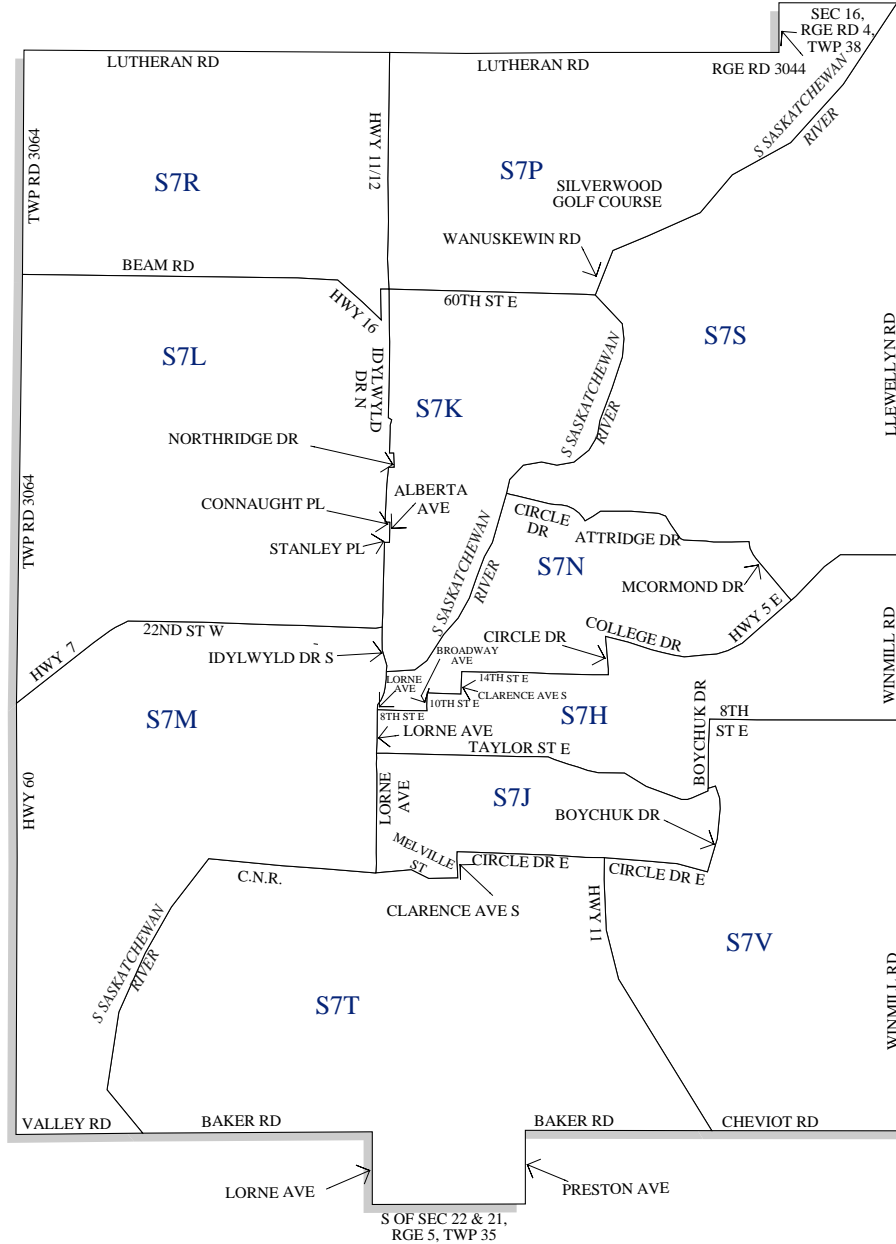 SEC 16,
RGE RD 4,
TWP 38
LUTHERAN RD
LUTHERAN RD
RGE RD 3044
S SASKATCHEWAN
RIVER
TWP RD 3064
HWY 11/12
S7R
S7P
SILVERWOOD
GOLF COURSE
WANUSKEWIN RD
BEAM RD
HWY 16
60TH ST E
S7L
IDYLWYLD
DR N
S7K
S SASKATCHEWAN
RIVER
S7S
LLEWELLYN RD
NORTHRIDGE DR
TWP RD 3064
CONNAUGHT PL
ALBERTA
AVE
STANLEY PL
S SASKATCHEWAN
RIVER
CIRCLE
DR
ATTRIDGE DR
S7N
MCORMOND DR
HWY 5 E
22ND ST W
HWY 7
IDYLWYLD DR S
CIRCLE DR
COLLEGE DR
WINMILL RD
BROADWAY
AVE
LORNE
AVE
14TH ST E
CLARENCE AVE S
10TH ST E
8TH ST E
S7M
S7H
LORNE AVE
BOYCHUK DR
8TH
ST E
TAYLOR ST E
HWY 60
LORNE
AVE
S7J
BOYCHUK DR
MELVILLE
ST
CIRCLE DR E
CIRCLE DR E
C.N.R.
CLARENCE AVE S
HWY 11
S SASKATCHEWAN
RIVER
S7V
WINMILL RD
S7T
VALLEY RD
BAKER RD
BAKER RD
CHEVIOT RD
LORNE AVE
PRESTON AVE
S OF SEC 22 & 21,
RGE 5, TWP 35